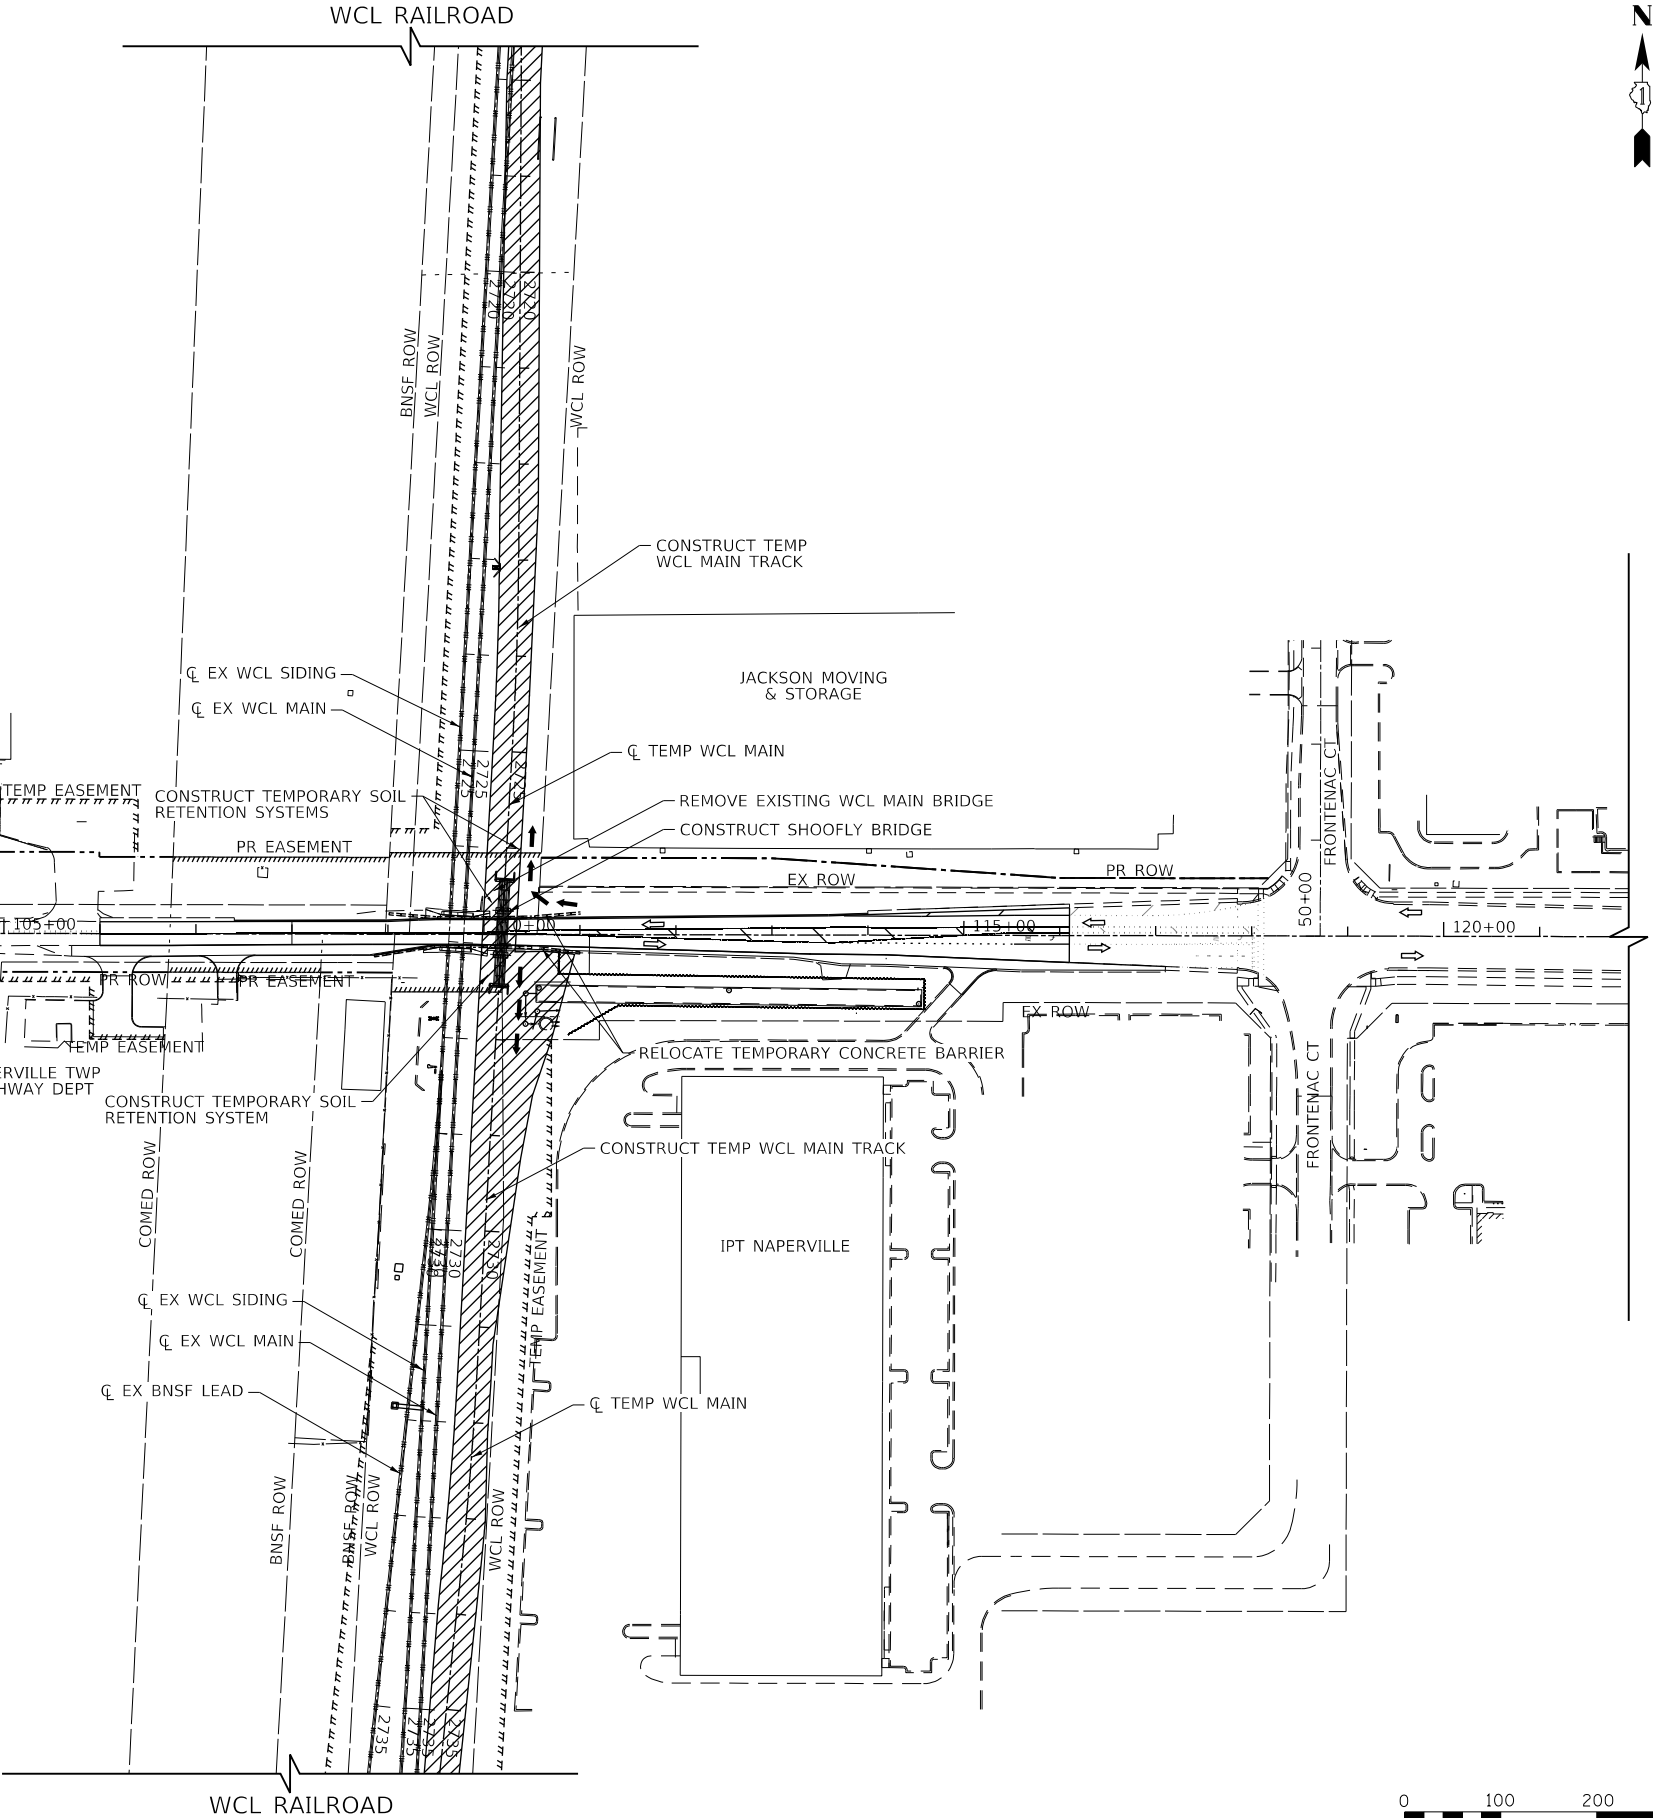 WCL RAILROAD
N
1
2720
2720
2720
BNSF ROW
WCL ROW
WCL ROW
CONSTRUCT TEMP
WCL MAIN TRACK
℄ EX WCL SIDING
℄ EX WCL MAIN
JACKSON MOVING
& STORAGE
℄ TEMP WCL MAIN
2725
2725
2725
TEMP EASEMENT
CONSTRUCT TEMPORARY SOIL
RETENTION SYSTEMS
REMOVE EXISTING WCL MAIN BRIDGE
CONSTRUCT SHOOFLY BRIDGE
FRONTENAC CT
PR EASEMENT
EX ROW
PR ROW
50+00
105+00
0+00
115+00
120+00
PR ROW
PR EASEMENT
EX ROW
TEMP EASEMENT
RELOCATE TEMPORARY CONCRETE BARRIER
ERVILLE TWP
HWAY DEPT
CONSTRUCT TEMPORARY SOIL
RETENTION SYSTEM
FRONTENAC CT
CONSTRUCT TEMP WCL MAIN TRACK
COMED ROW
COMED ROW
2730
2730
2730
TEMP EASEMENT
IPT NAPERVILLE
℄ EX WCL SIDING
℄ EX WCL MAIN
℄ EX BNSF LEAD
℄ TEMP WCL MAIN
BNSF ROW
BNSF ROW
WCL ROW
WCL ROW
2735
2735
2735
2735
WCL RAILROAD
0 100 200